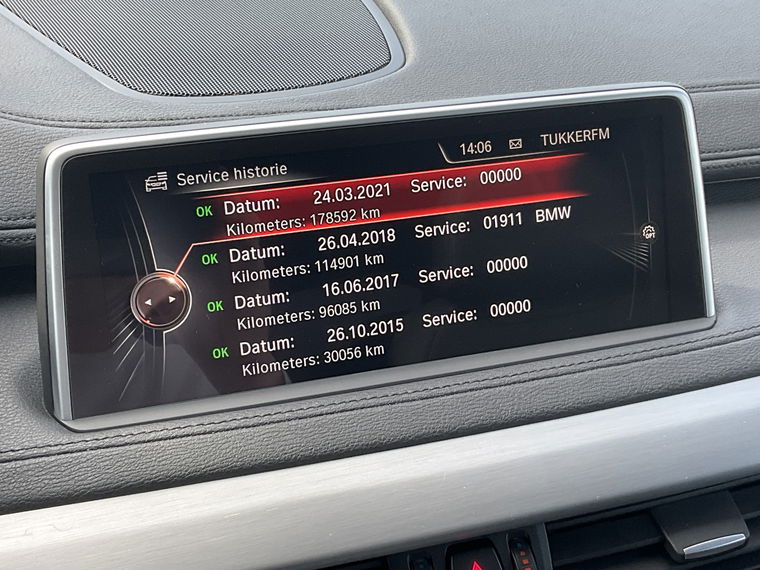 14:06 TUKKERFM
Service historie
OK Datum: 24.03.2021 Service: 00000
Kilometers: 178592 km
OK Datum: 26.04.2018 Service: 01911 BMW
Kilometers: 114901 km
OK Datum: 16.06.2017 Service: 00000
Kilometers: 96085 km
OK Datum: 26.10.2015 Service: 00000
Kilometers: 30056 km
OPT